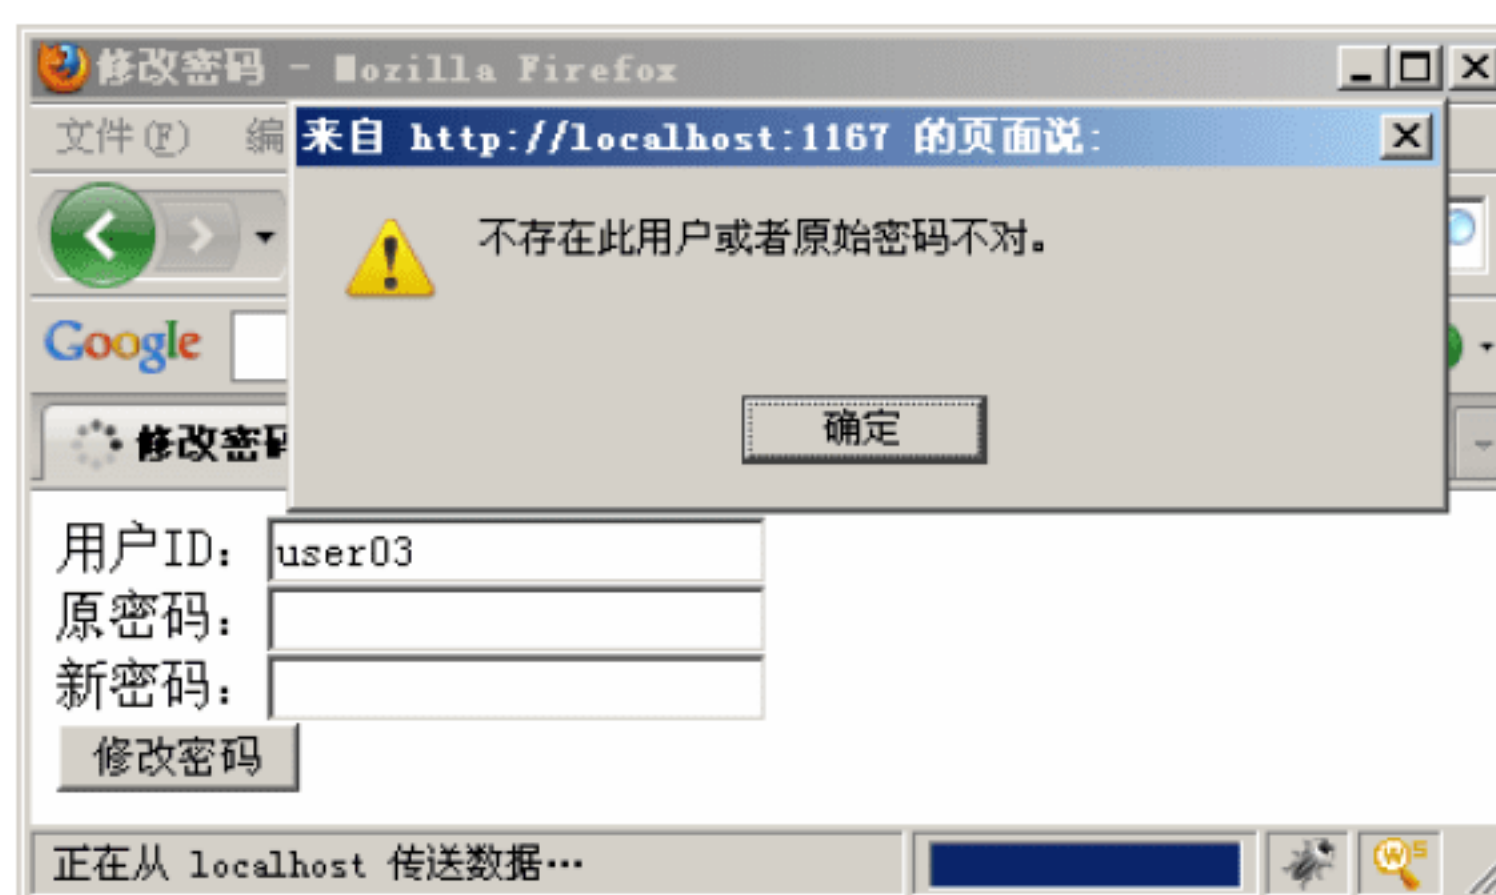 修改密码 - Mozilla Firefox
文件(F) 编
来自 http://localhost:1167 的页面说:
不存在此用户或者原始密码不对。
Google
确定
修改密码
用户ID: user03
原密码:
新密码:
修改密码
正在从 localhost 传送数据…
W S